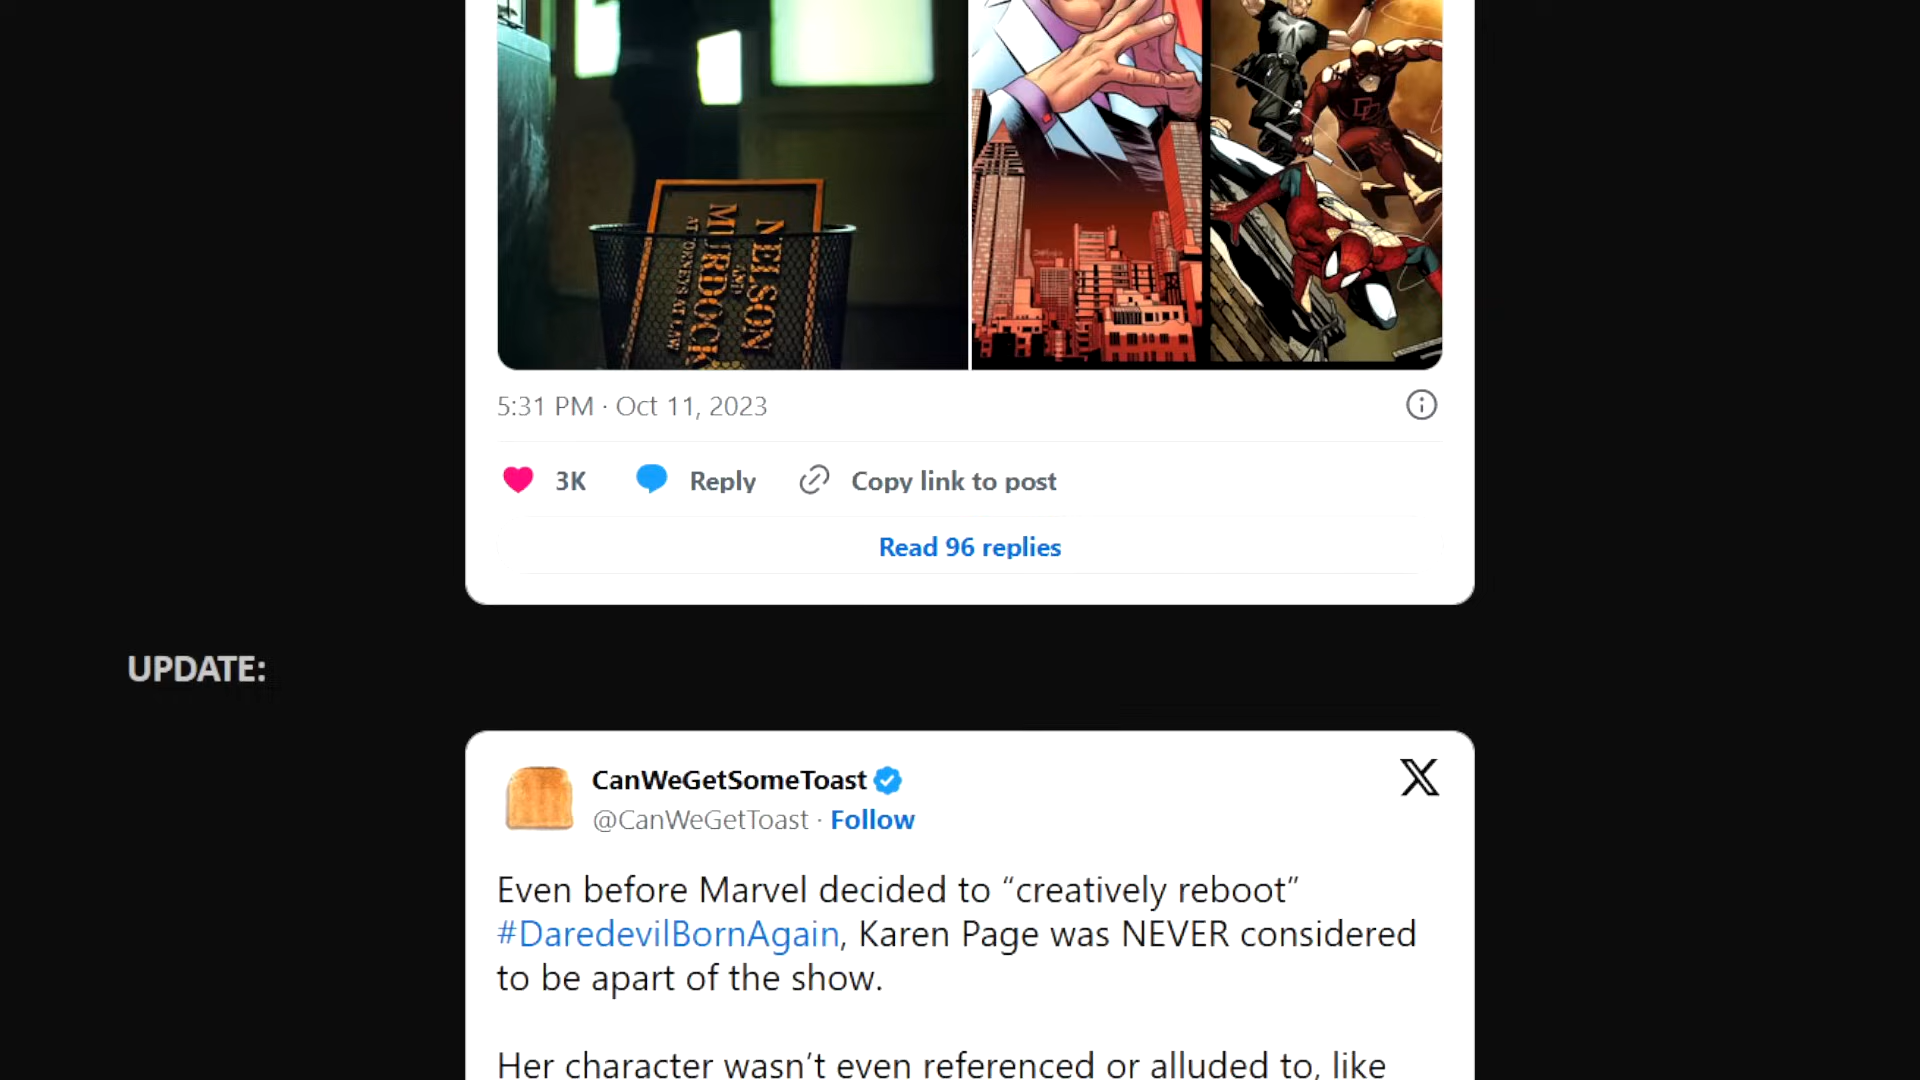 NELSON
AND
MURDOCK
ATTORNEYS AT LAW
DD
5:31 PM · Oct 11, 2023
3K Reply Copy link to post
Read 96 replies
UPDATE:
CanWeGetSomeToast
@CanWeGetToast · Follow
Even before Marvel decided to “creatively reboot”
#DaredevilBornAgain, Karen Page was NEVER considered
to be apart of the show.
Her character wasn’t even referenced or alluded to, like